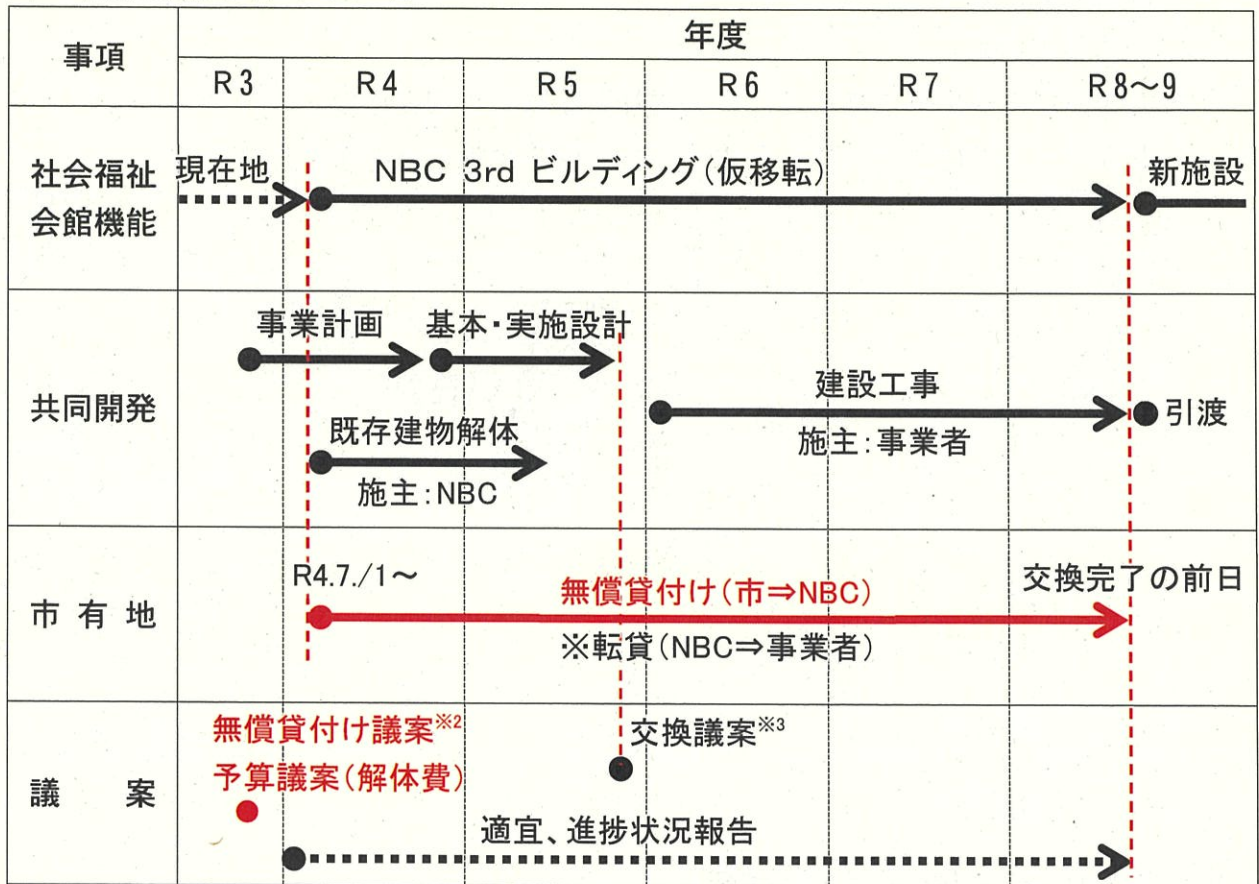 事項
年度
R3 R4 R5 R6 R7 R8～9
社会福祉
会館機能
現在地
NBC 3rd ビルディング(仮移転)
新施設
共同開発
事業計画
基本・実施設計
既存建物解体
施主:NBC
建設工事
施主:事業者
引渡
市有地
R4.7./1～
無償貸付け(市⇒NBC)
※転貸(NBC⇒事業者)
交換完了の前日
議案
無償貸付け議案※2
予算議案(解体費)
交換議案※3
適宜、進捗状況報告